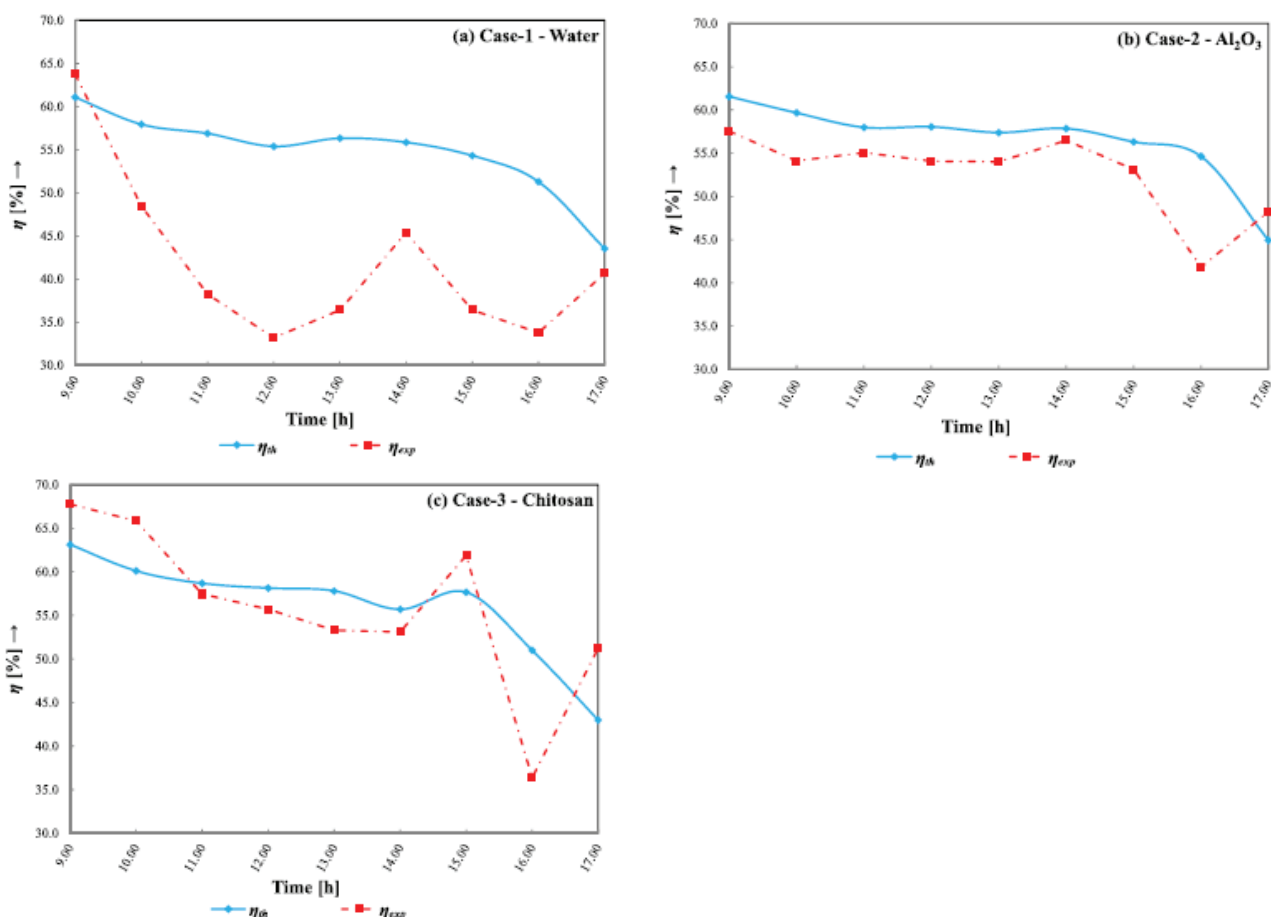 (a) Case-1 - Water
70.0
65.0
60.0
55.0
50.0
45.0
40.0
35.0
30.0
η [%] →
9.00 10.00 11.00 12.00 13.00 14.00 15.00 16.00 17.00
Time [h]
ηth ηexp
(b) Case-2 - Al₂O₃
70.0
65.0
60.0
55.0
50.0
45.0
40.0
35.0
30.0
η [%] →
9.00 10.00 11.00 12.00 13.00 14.00 15.00 16.00 17.00
Time [h]
ηth ηexp
(c) Case-3 - Chitosan
70.0
65.0
60.0
55.0
50.0
45.0
40.0
35.0
30.0
η [%] →
9.00 10.00 11.00 12.00 13.00 14.00 15.00 16.00 17.00
Time [h]
ηth ηexp